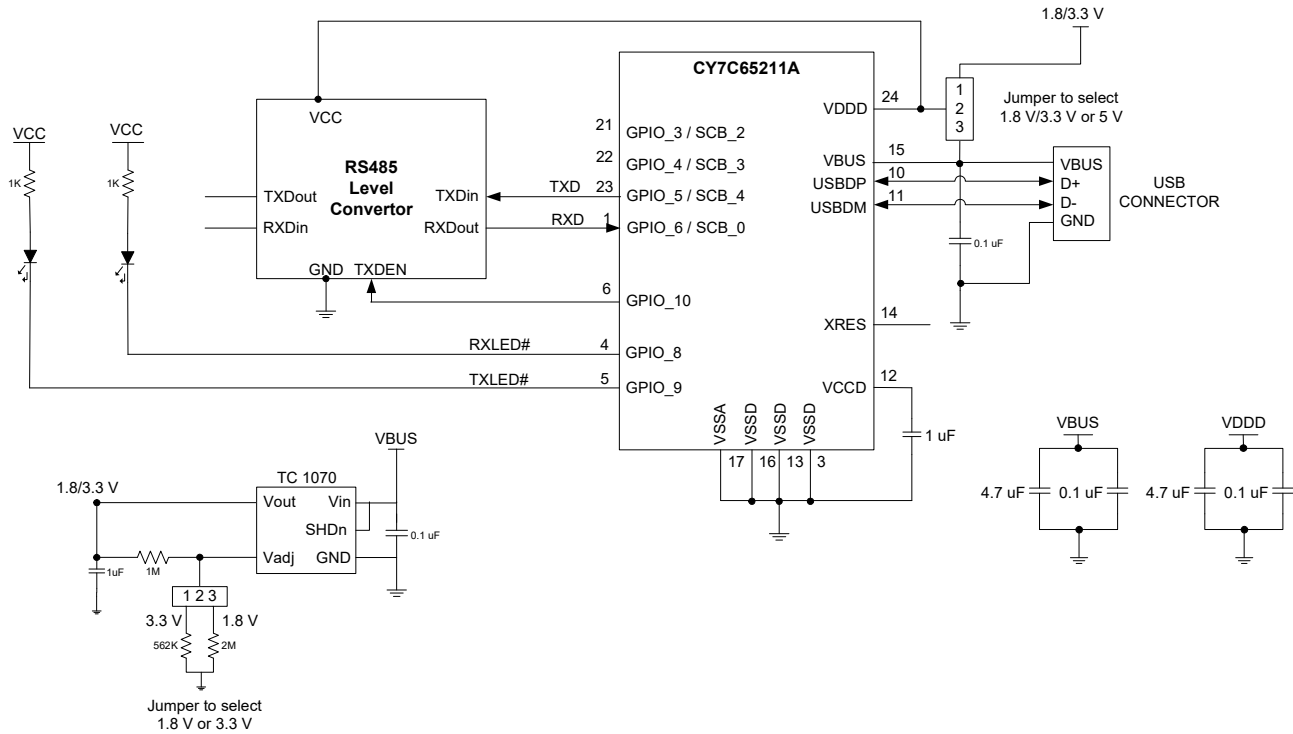 1.8/3.3 V
CY7C65211A
VDDD
24
1
2
3
Jumper to select
1.8 V/3.3 V or 5 V
VCC
RS485
Level
Convertor
TXDout
RXDin
TXDin
RXDout
GND
TXDEN
VCC
1K
VCC
1K
21
GPIO_3 / SCB_2
22
GPIO_4 / SCB_3
TXD
23
GPIO_5 / SCB_4
RXD
1
GPIO_6 / SCB_0
6
GPIO_10
RXLED#
4
GPIO_8
TXLED#
5
GPIO_9
VBUS
15
USBDP
10
USBDM
11
VBUS
D+
D-
GND
USB
CONNECTOR
0.1 uF
XRES
14
VCCD
12
1 uF
VSSA
VSSD
VSSD
VSSD
17
16
13
3
VBUS
TC 1070
1.8/3.3 V
Vout
Vin
SHDn
Vadj
GND
0.1 uF
1uF
1M
1 2 3
3.3 V
1.8 V
562K
2M
Jumper to select
1.8 V or 3.3 V
VBUS
4.7 uF
0.1 uF
VDDD
4.7 uF
0.1 uF